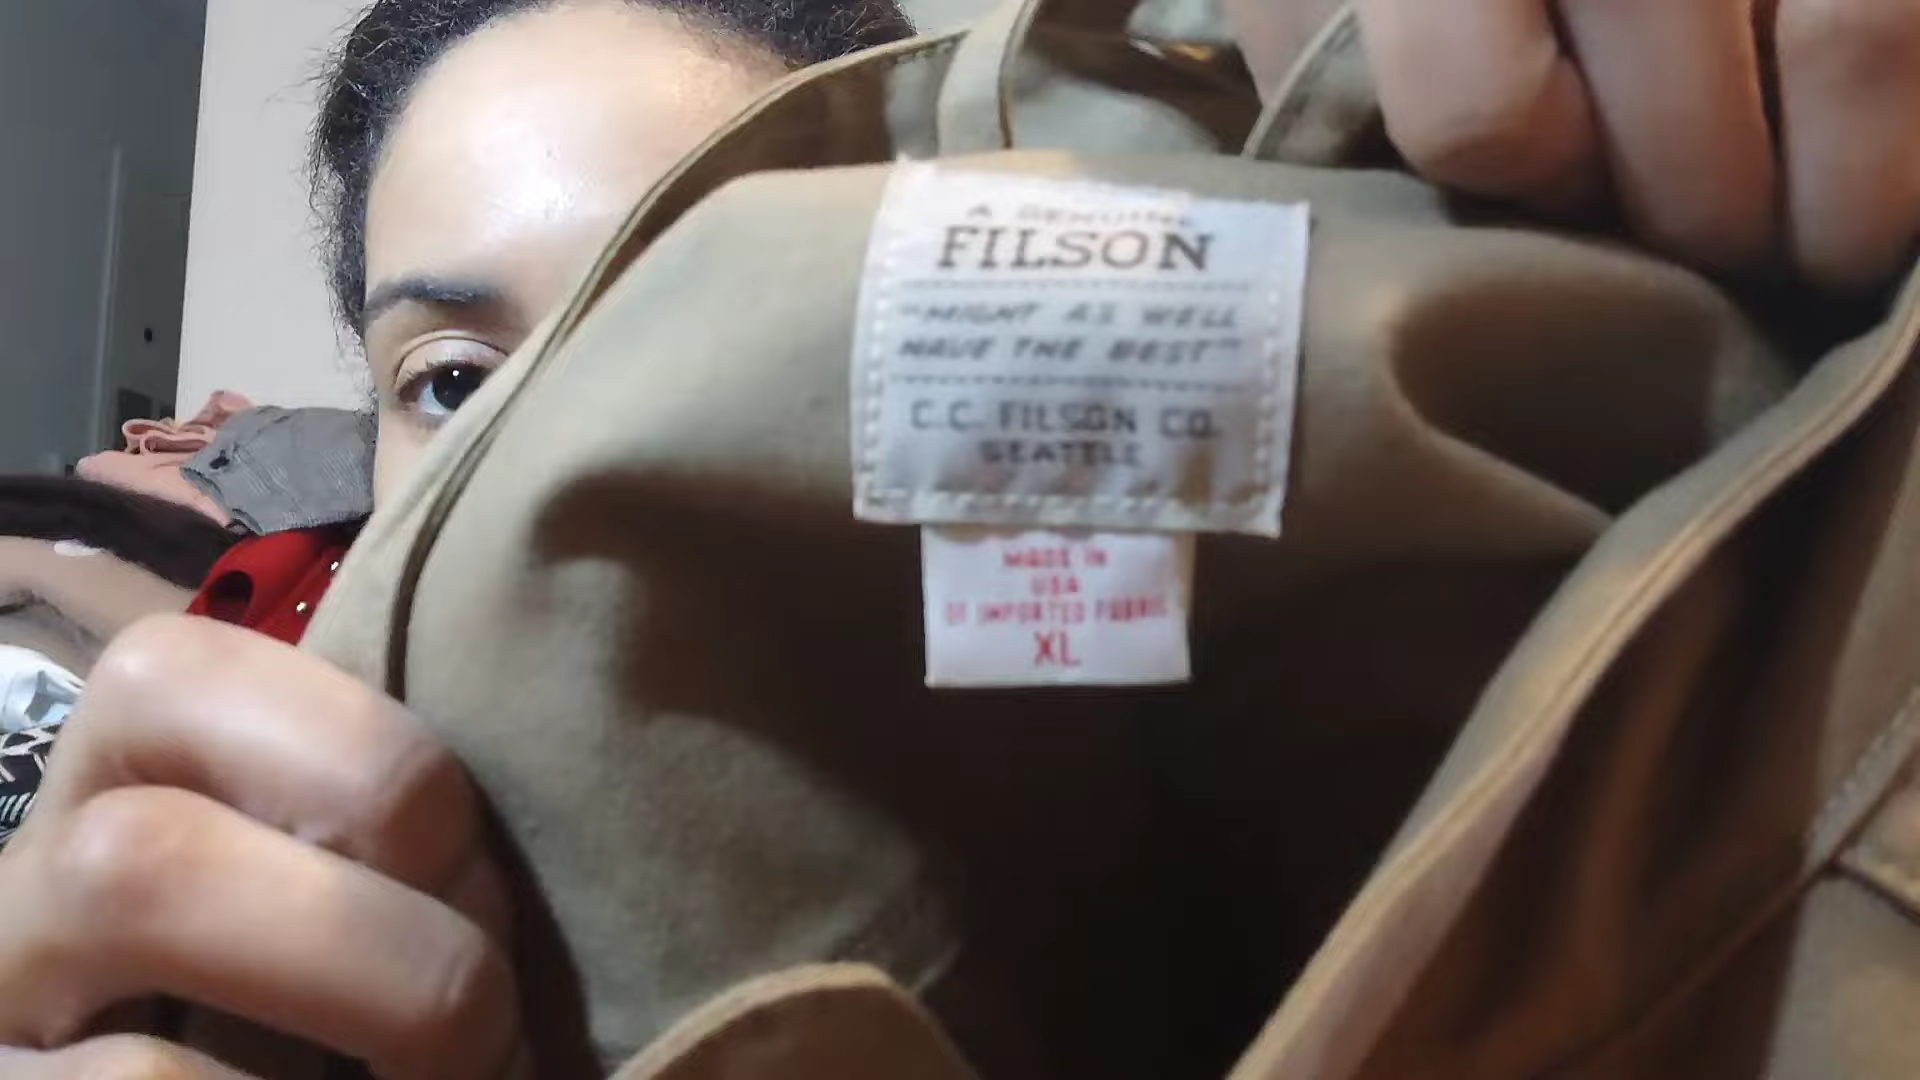 A GENUINE
FILSON
"MIGHT AS WELL
HAVE THE BEST"
C.C. FILSON CO.
SEATTLE
MADE IN
USA
OF IMPORTED FABRIC
XL